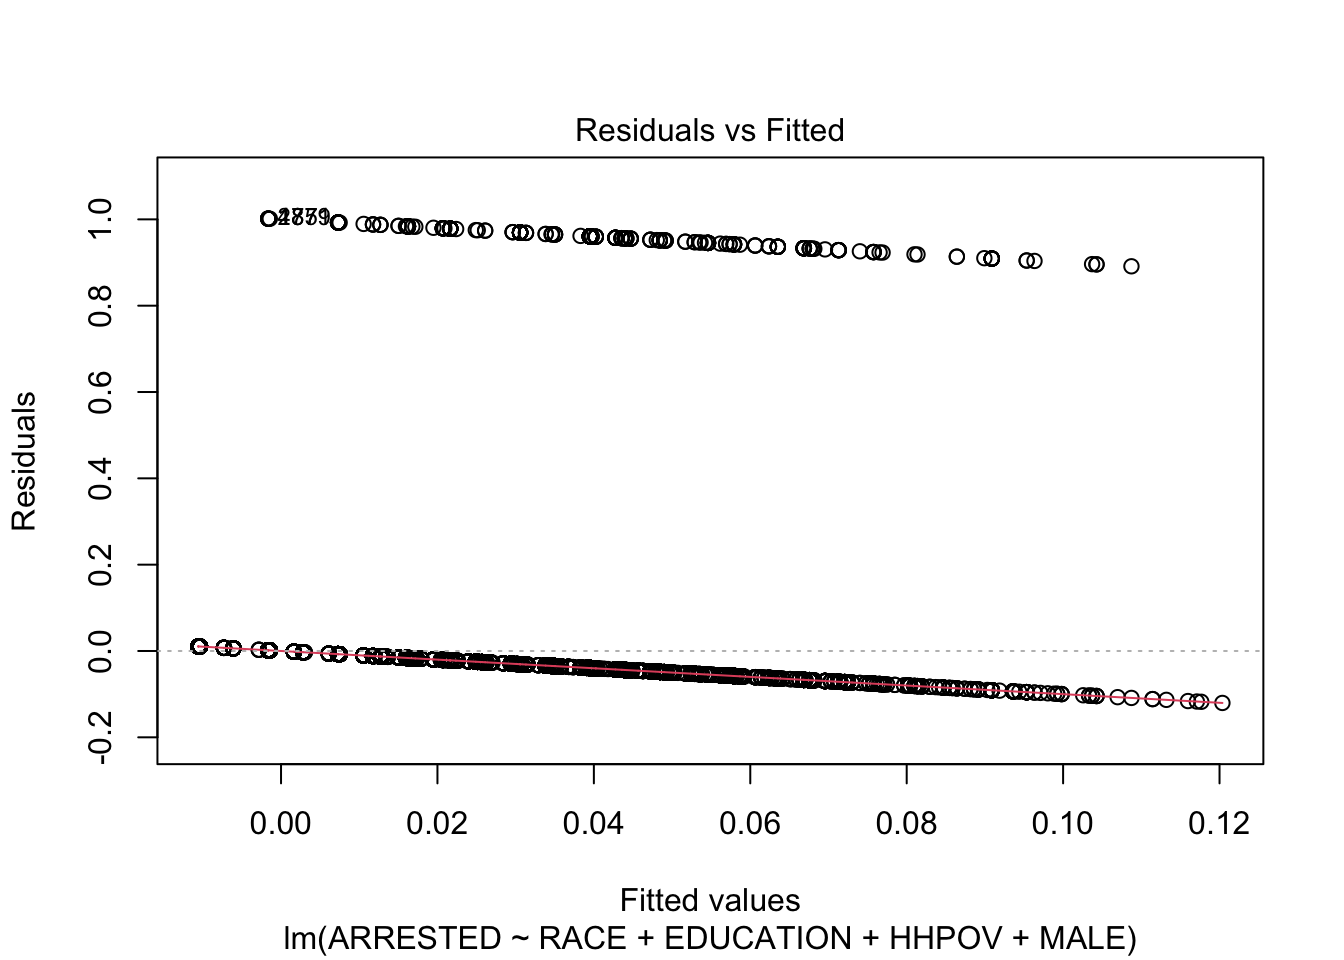 Residuals vs Fitted
Residuals
1.0
0.8
0.6
0.4
0.2
0.0
-0.2
0.00 0.02 0.04 0.06 0.08 0.10 0.12
Fitted values
lm(ARRESTED ~ RACE + EDUCATION + HHPOV + MALE)